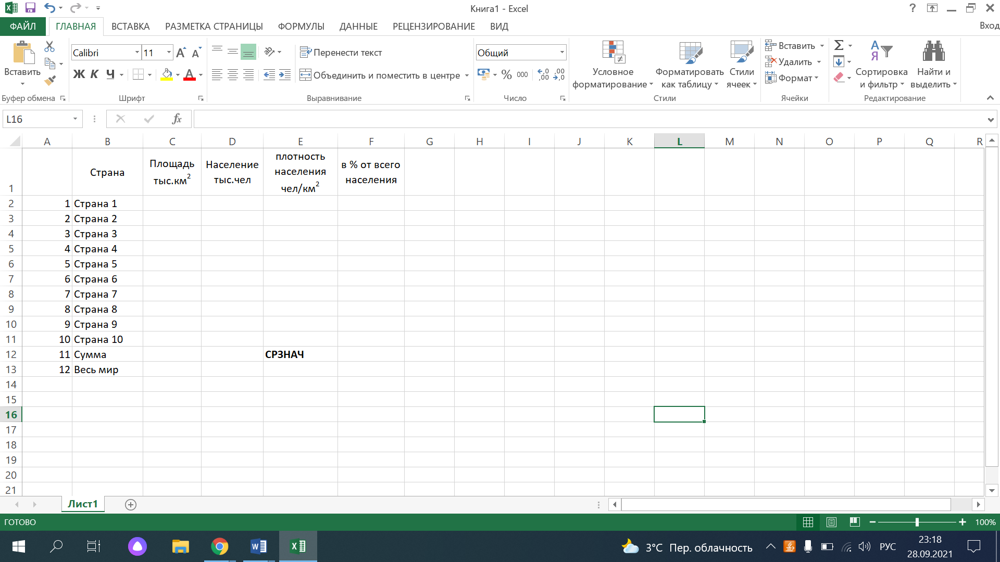 Книга1 - Excel
?
ФАЙЛ ГЛАВНАЯ ВСТАВКА РАЗМЕТКА СТРАНИЦЫ ФОРМУЛЫ ДАННЫЕ РЕЦЕНЗИРОВАНИЕ ВИД Вход
Вставить
Буфер обмена
Calibri 11
Ж К Ч А
Шрифт
Перенести текст
Объединить и поместить в центре
Выравнивание
Общий
% 000
Число
Условное форматирование
Форматировать как таблицу
Стили ячеек
Стили
Вставить
Удалить
Формат
Ячейки
Σ
Сортировка и фильтр
Найти и выделить
Редактирование
L16 fx
A B C D E F G H I J K L M N O P Q R
1 Страна Площадь тыс.км2 Население тыс.чел плотность населения чел/км2 в % от всего населения
2 1 Страна 1
3 2 Страна 2
4 3 Страна 3
5 4 Страна 4
6 5 Страна 5
7 6 Страна 6
8 7 Страна 7
9 8 Страна 8
10 9 Страна 9
11 10 Страна 10
12 11 Сумма СРЗНАЧ
13 12 Весь мир
14
15
16
17
18
19
20
21
Лист1
ГОТОВО 100%
3°C Пер. облачность РУС 23:18
28.09.2021